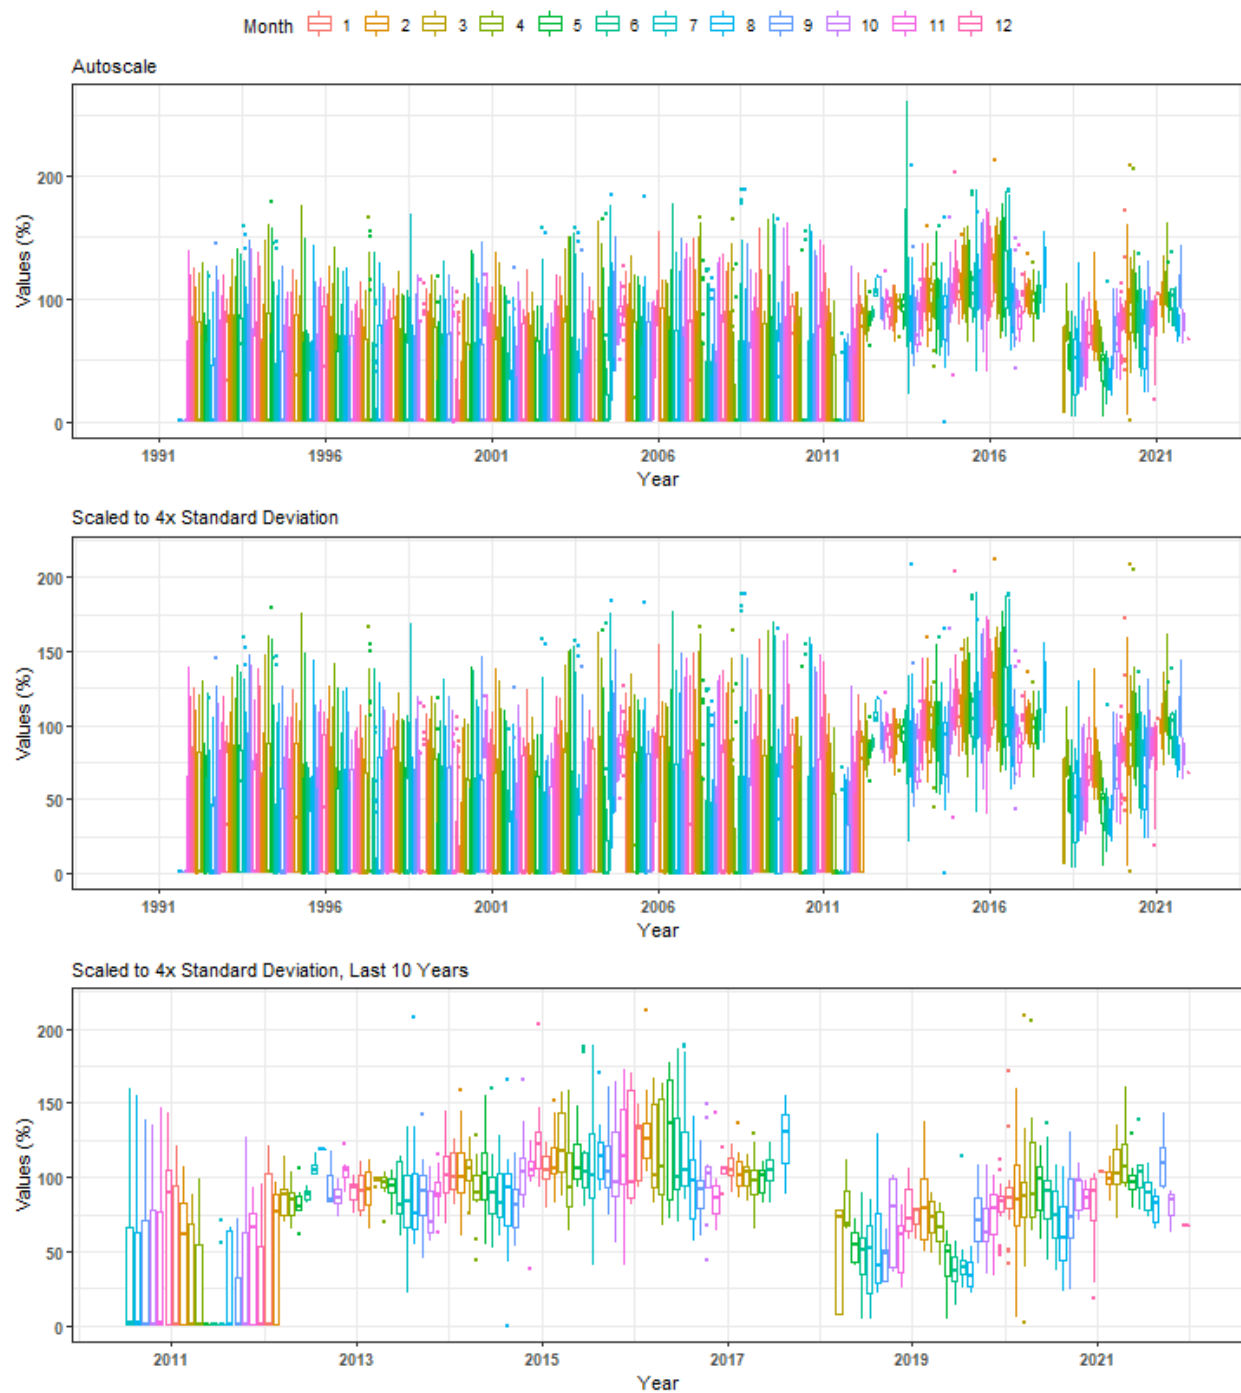 Month 1 2 3 4 5 6 7 8 9 10 11 12
Autoscale
Values (%)
200
100
0
1991 1996 2001 2006 2011 2016 2021
Year
Scaled to 4x Standard Deviation
Values (%)
200
150
100
50
0
1991 1996 2001 2006 2011 2016 2021
Year
Scaled to 4x Standard Deviation, Last 10 Years
Values (%)
200
150
100
50
0
2011 2013 2015 2017 2019 2021
Year